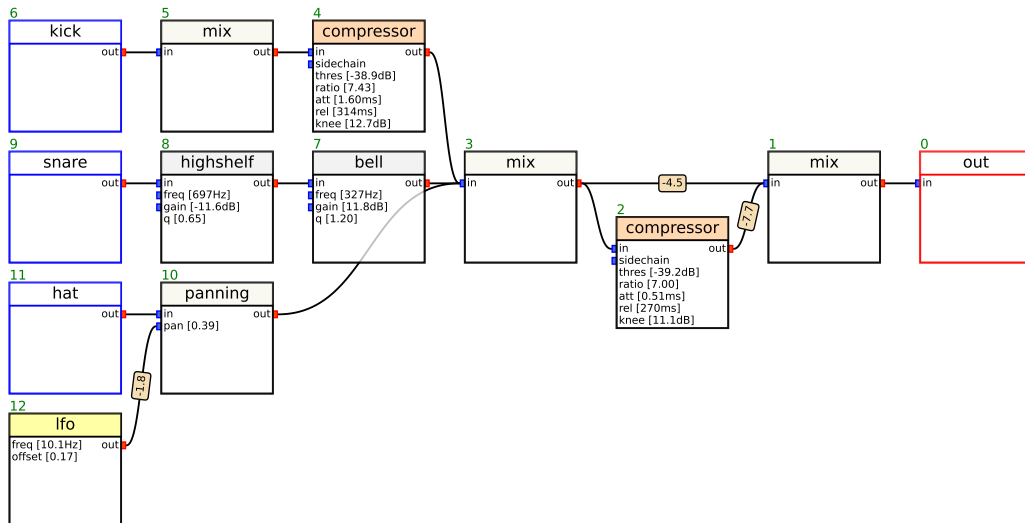 6
kick
out
5
mix
in out
4
compressor
in out
sidechain
thres [-38.9dB]
ratio [7.43]
att [1.60ms]
rel [314ms]
knee [12.7dB]
9
snare
out
8
highshelf
in out
freq [697Hz]
gain [-11.6dB]
q [0.65]
7
bell
in out
freq [327Hz]
gain [11.8dB]
q [1.20]
3
mix
in out
-4.5
2
compressor
in out
sidechain
thres [-39.2dB]
ratio [7.00]
att [0.51ms]
rel [270ms]
knee [11.1dB]
-7.7
1
mix
in out
0
out
in
11
hat
out
10
panning
in out
pan [0.39]
-1.8
12
lfo
freq [10.1Hz] out
offset [0.17]